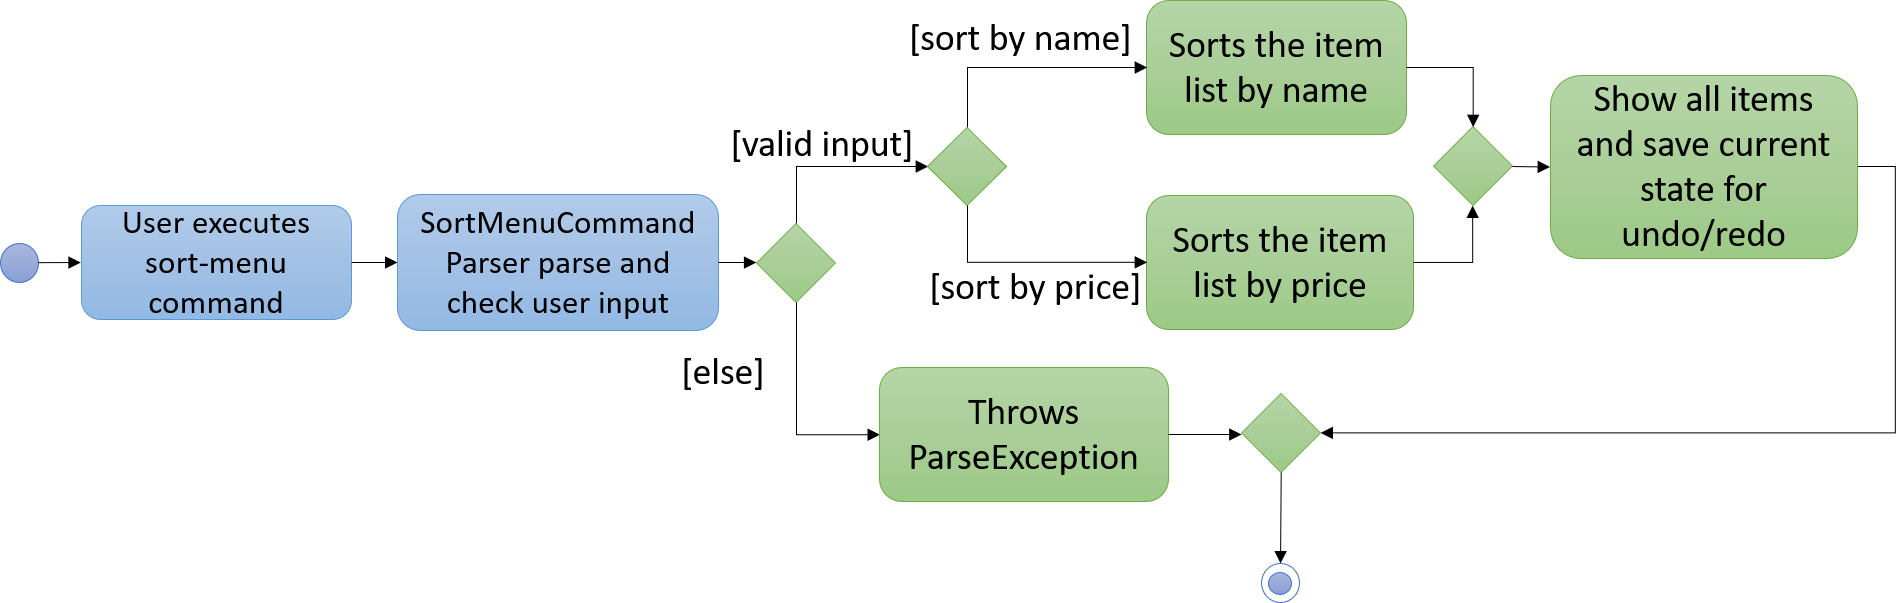 User executes
sort-menu
command
SortMenuCommand
Parser parse and
check user input
[valid input]
[else]
[sort by name]
[sort by price]
Sorts the item
list by name
Sorts the item
list by price
Show all items
and save current
state for
undo/redo
Throws
ParseException